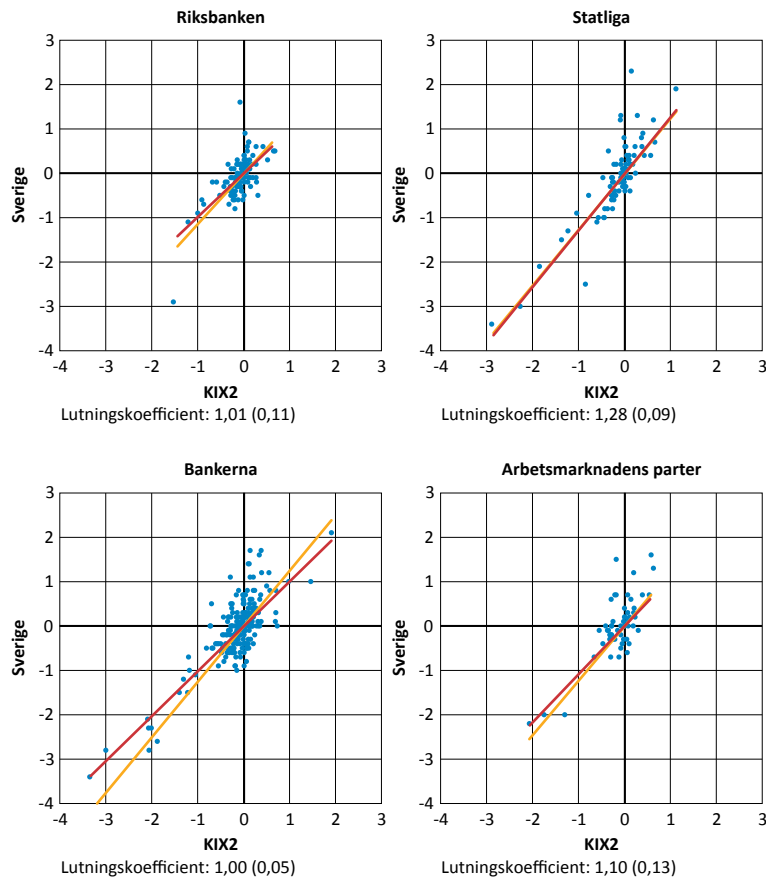 Riksbanken
3
2
1
0
-1
-2
-3
-4
Sverige
-4 -3 -2 -1 0 1 2 3
KIX2
Lutningskoefficient: 1,01 (0,11)
Statliga
3
2
1
0
-1
-2
-3
-4
Sverige
-4 -3 -2 -1 0 1 2 3
KIX2
Lutningskoefficient: 1,28 (0,09)
Bankerna
3
2
1
0
-1
-2
-3
-4
Sverige
-4 -3 -2 -1 0 1 2 3
KIX2
Lutningskoefficient: 1,00 (0,05)
Arbetsmarknadens parter
3
2
1
0
-1
-2
-3
-4
Sverige
-4 -3 -2 -1 0 1 2 3
KIX2
Lutningskoefficient: 1,10 (0,13)